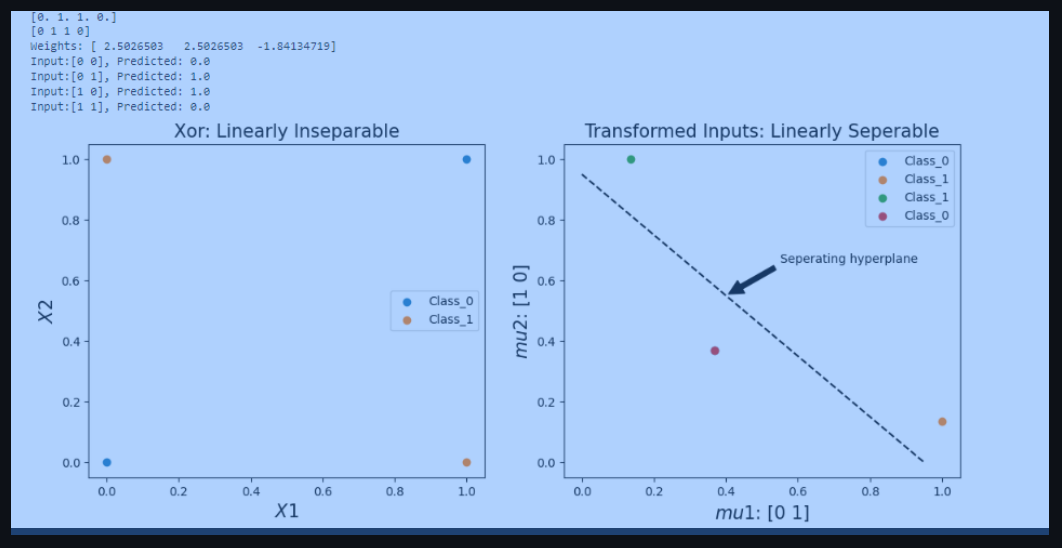 [0. 1. 1. 0.]
[0 1 1 0]
Weights: [ 2.5026503   2.5026503  -1.84134719]
Input:[0 0], Predicted: 0.0
Input:[0 1], Predicted: 1.0
Input:[1 0], Predicted: 1.0
Input:[1 1], Predicted: 0.0
Xor: Linearly Inseparable
1.0
0.8
0.6
0.4
0.2
0.0
X2
Class_0
Class_1
0.0 0.2 0.4 0.6 0.8 1.0
X1
Transformed Inputs: Linearly Seperable
1.0
0.8
0.6
0.4
0.2
0.0
mu2: [1 0]
Class_0
Class_1
Class_1
Class_0
Seperating hyperplane
0.0 0.2 0.4 0.6 0.8 1.0
mu1: [0 1]